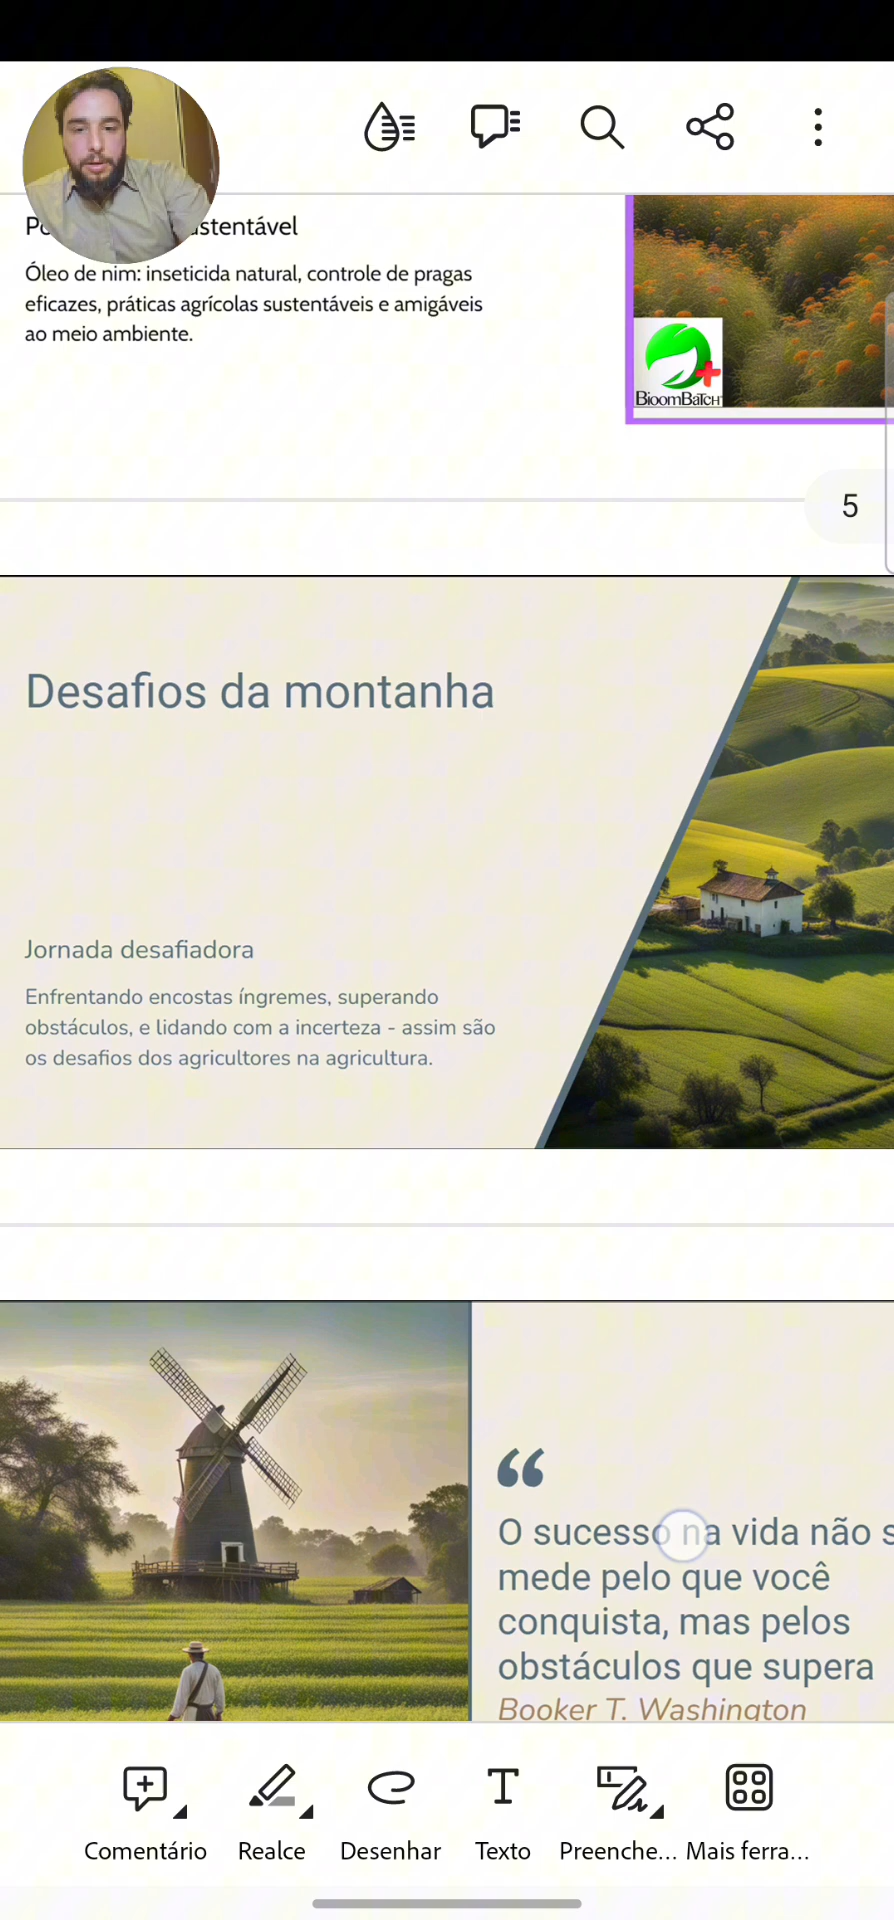 stentável
Óleo de nim: inseticida natural, controle de pragas
eficazes, práticas agrícolas sustentáveis e amigáveis
ao meio ambiente.
BioomBaTcH
5
Desafios da montanha
Jornada desafiadora
Enfrentando encostas íngremes, superando
obstáculos, e lidando com a incerteza - assim são
os desafios dos agricultores na agricultura.
“
O sucesso na vida não s
mede pelo que você
conquista, mas pelos
obstáculos que supera
Booker T. Washington
T
Comentário Realce Desenhar Texto Preenche... Mais ferra...